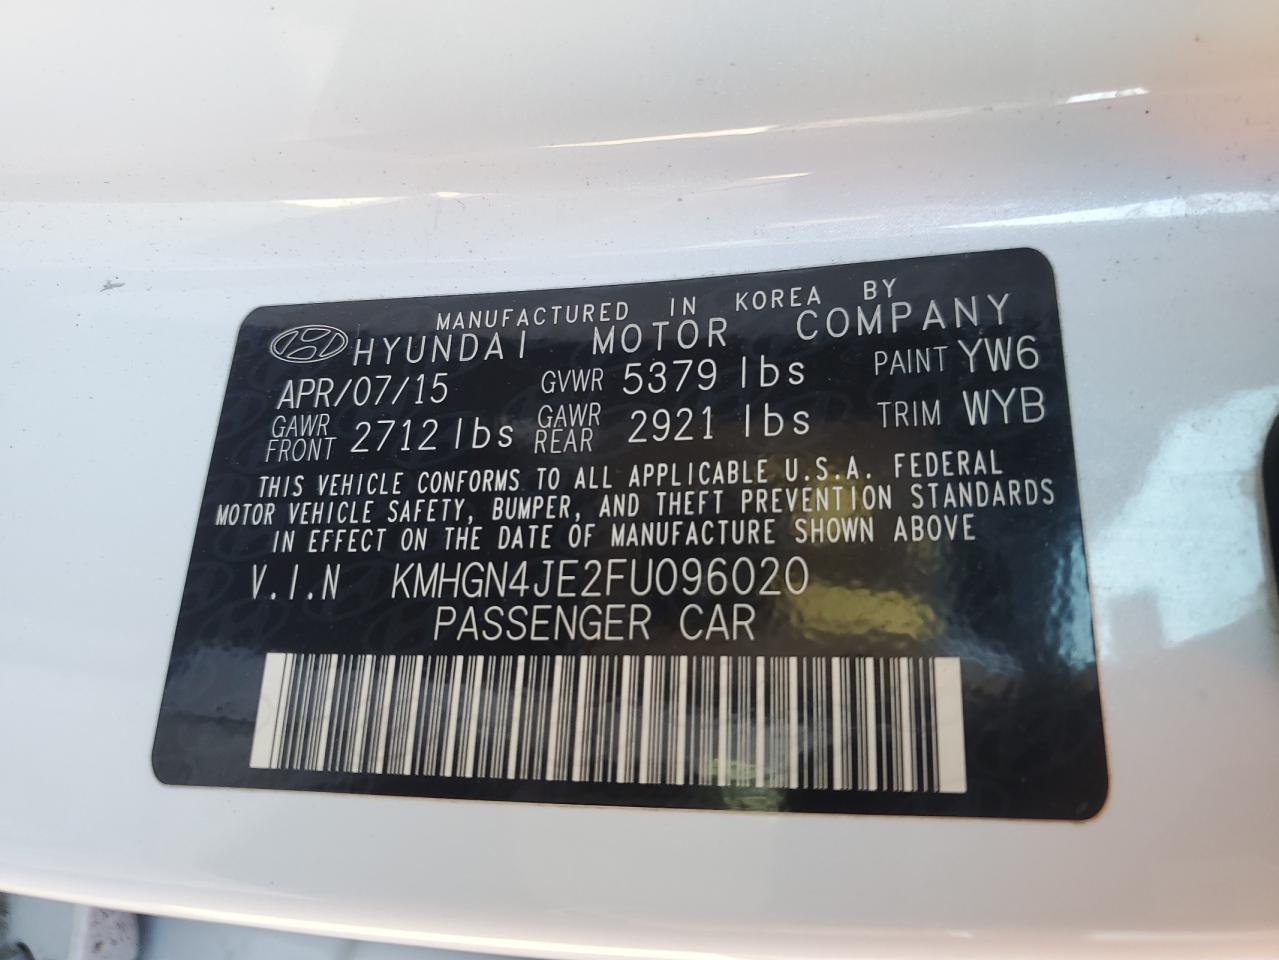 MANUFACTURED IN KOREA BY
HYUNDAI MOTOR COMPANY
APR/07/15 GVWR 5379 lbs PAINT YW6
GAWR FRONT 2712 lbs GAWR REAR 2921 lbs TRIM WYB
THIS VEHICLE CONFORMS TO ALL APPLICABLE U.S.A. FEDERAL
MOTOR VEHICLE SAFETY, BUMPER, AND THEFT PREVENTION STANDARDS
IN EFFECT ON THE DATE OF MANUFACTURE SHOWN ABOVE
V.I.N KMHGN4JE2FU096020
PASSENGER CAR